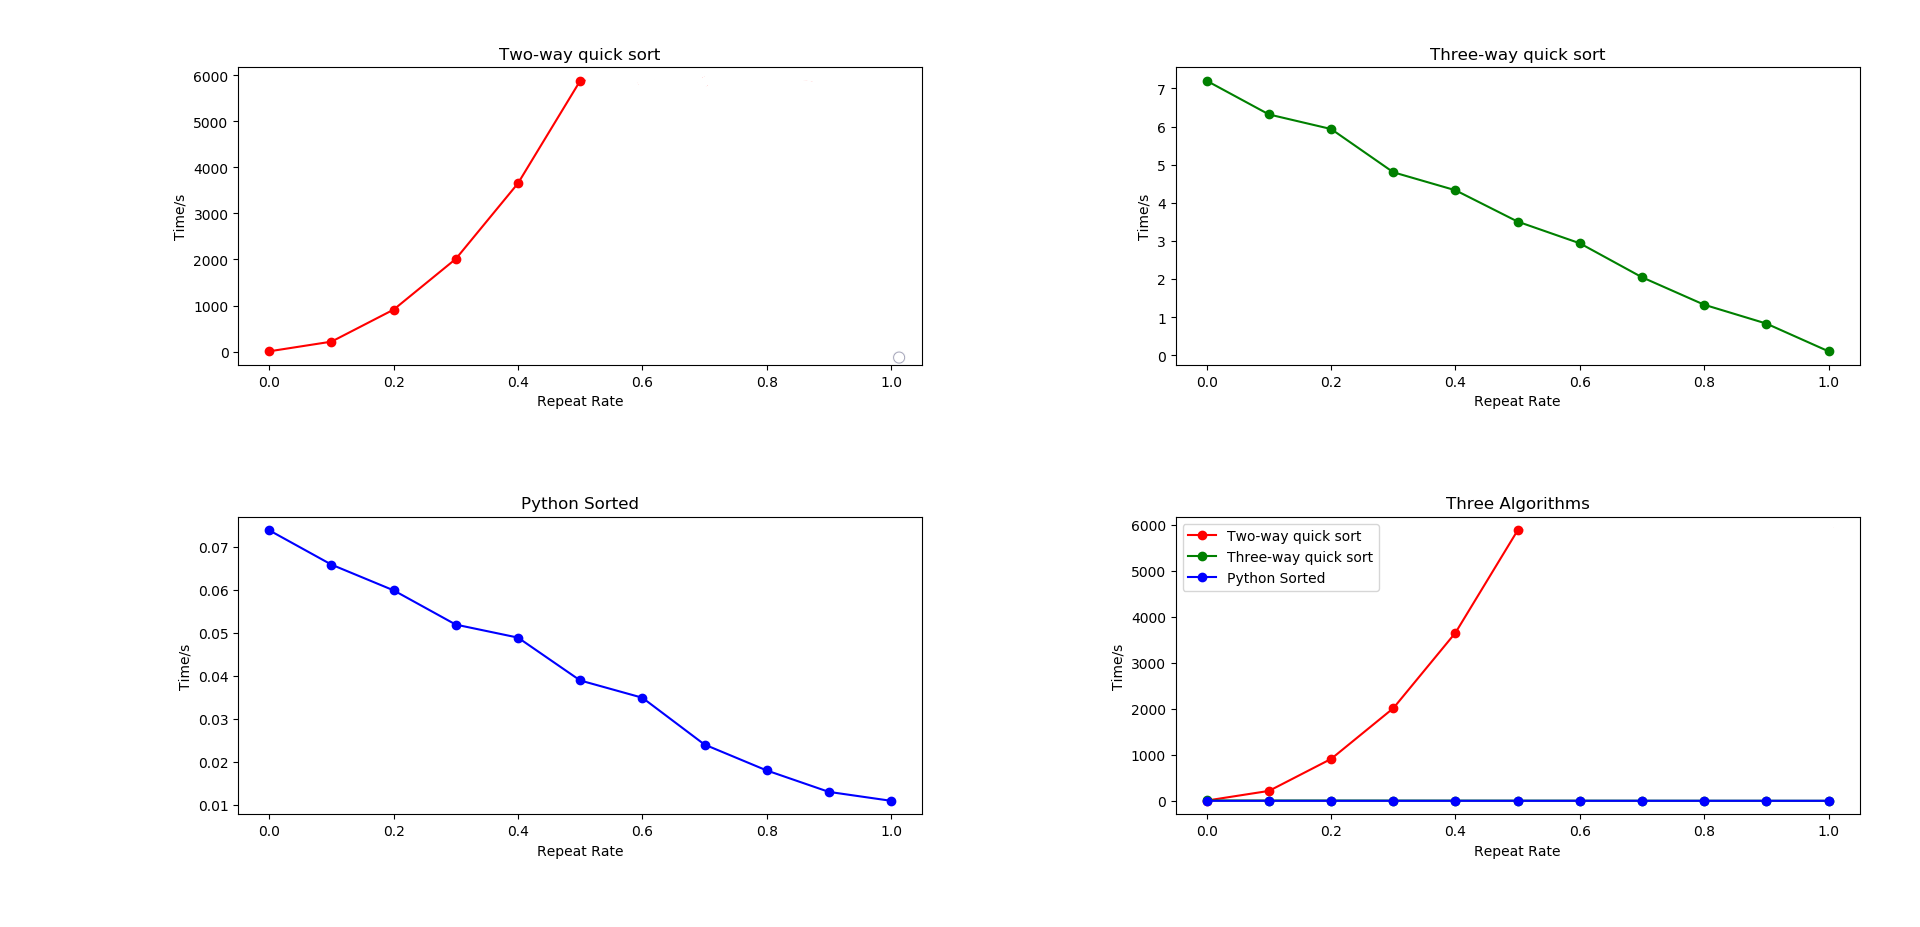 Two-way quick sort
6000
5000
4000
3000
2000
1000
0
Time/s
0.0 0.2 0.4 0.6 0.8 1.0
Repeat Rate
Three-way quick sort
7
6
5
4
3
2
1
0
Time/s
0.0 0.2 0.4 0.6 0.8 1.0
Repeat Rate
Python Sorted
0.07
0.06
0.05
0.04
0.03
0.02
0.01
Time/s
0.0 0.2 0.4 0.6 0.8 1.0
Repeat Rate
Three Algorithms
Two-way quick sort
Three-way quick sort
Python Sorted
6000
5000
4000
3000
2000
1000
0
Time/s
0.0 0.2 0.4 0.6 0.8 1.0
Repeat Rate